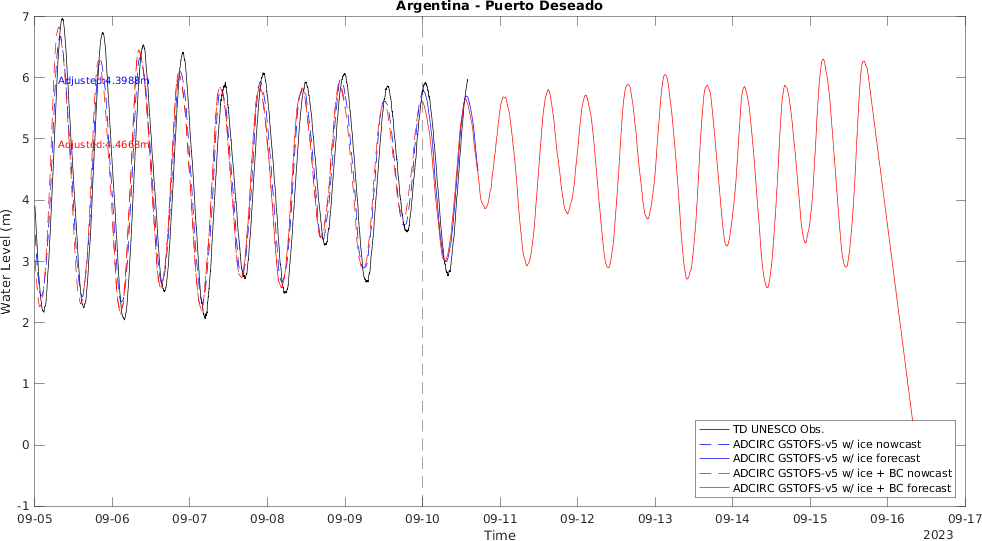 Argentina - Puerto Deseado
7
6
5
4
3
2
1
0
-1
Water Level (m)
Adjusted:4.3988m
Adjusted:4.4668m
TD UNESCO Obs.
ADCIRC GSTOFS-v5 w/ ice nowcast
ADCIRC GSTOFS-v5 w/ ice forecast
ADCIRC GSTOFS-v5 w/ ice + BC nowcast
ADCIRC GSTOFS-v5 w/ ice + BC forecast
09-05 09-06 09-07 09-08 09-09 09-10 09-11 09-12 09-13 09-14 09-15 09-16 09-17
Time
2023